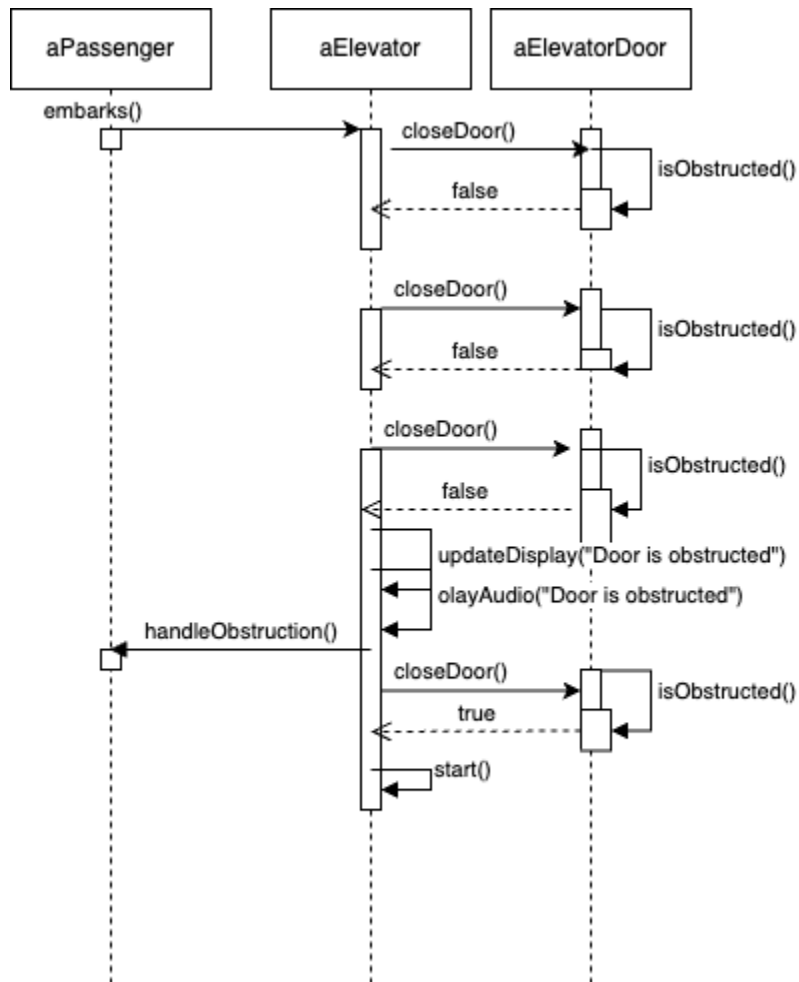 aPassenger
aElevator
aElevatorDoor
embarks()
closeDoor()
isObstructed()
false
closeDoor()
isObstructed()
false
closeDoor()
isObstructed()
false
updateDisplay("Door is obstructed")
olayAudio("Door is obstructed")
handleObstruction()
closeDoor()
isObstructed()
true
start()